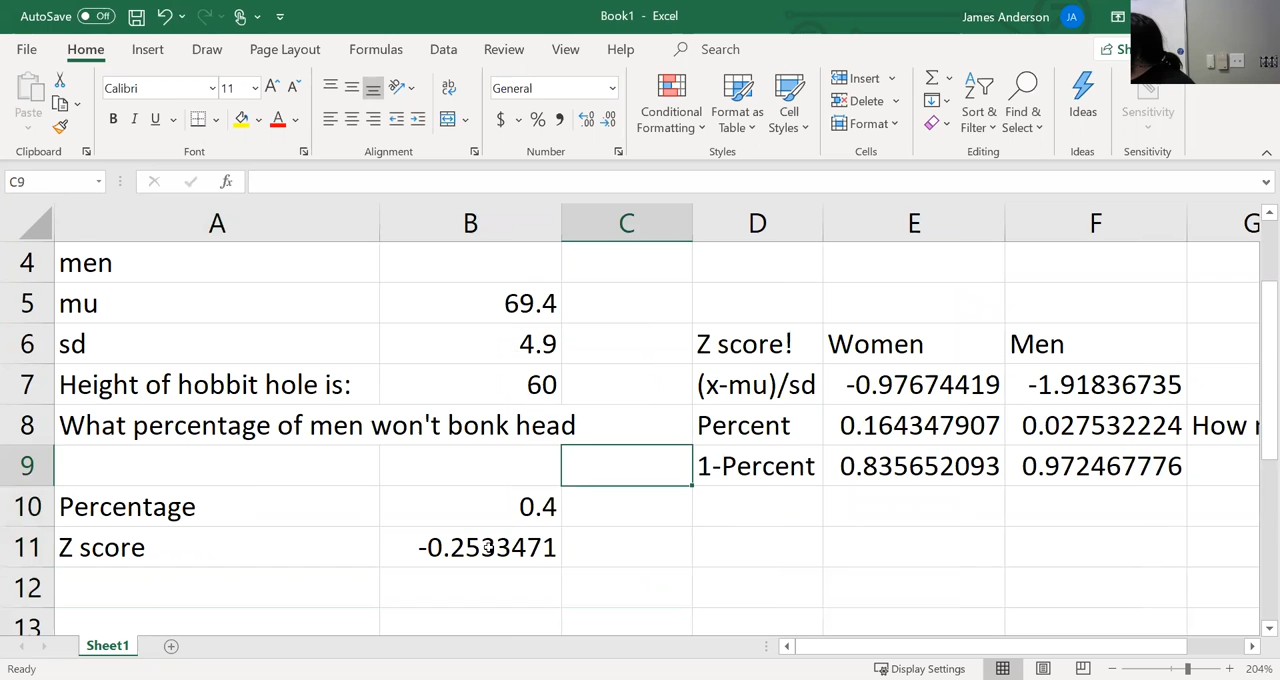 AutoSave Off Book1 - Excel James Anderson JA
File Home Insert Draw Page Layout Formulas Data Review View Help Search Sh
Paste Calibri 11 General Conditional Formatting Format as Table Cell Styles Insert Delete Format Sort & Filter Find & Select Ideas Sensitivity
Clipboard Font Alignment Number Styles Cells Editing Ideas Sensitivity
C9 fx
A B C D E F G
4 men
5 mu 69.4
6 sd 4.9 Z score! Women Men
7 Height of hobbit hole is: 60 (x-mu)/sd -0.97674419 -1.91836735
8 What percentage of men won't bonk head Percent 0.164347907 0.027532224 How
9 1-Percent 0.835652093 0.972467776
10 Percentage 0.4
11 Z score -0.2533471
12
13
Sheet1
Ready Display Settings 204%